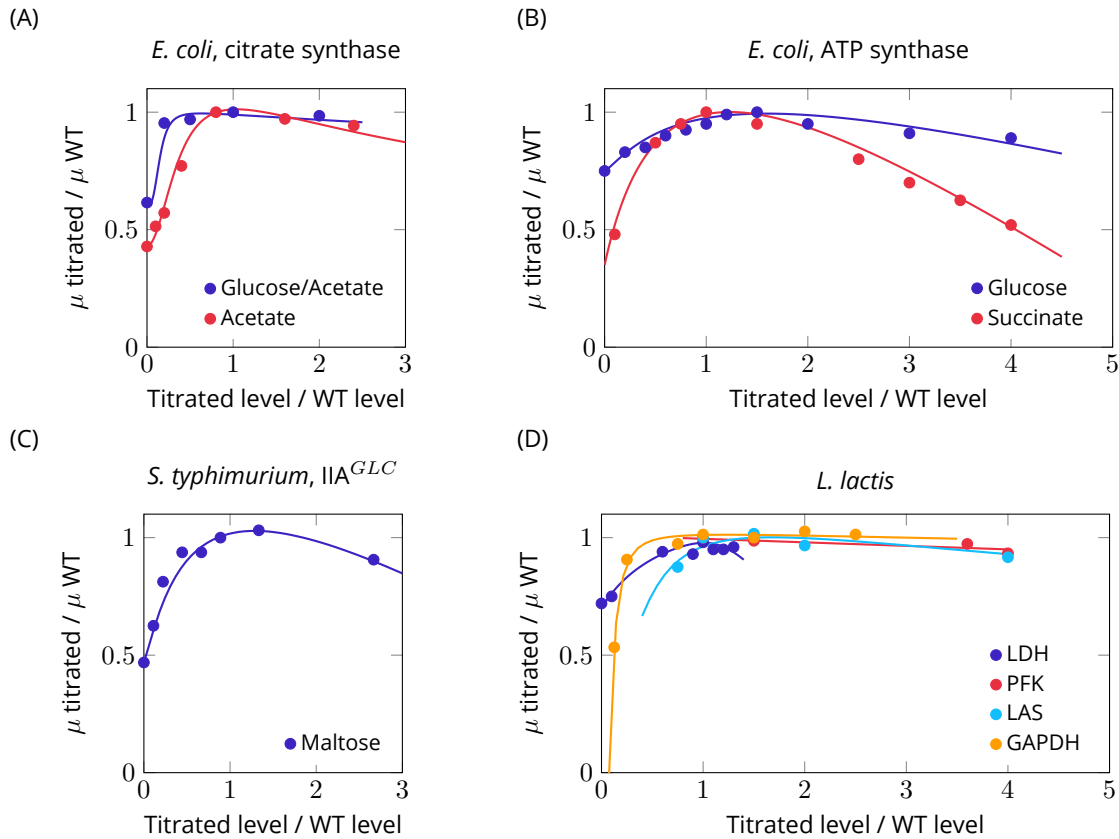 (A)
E. coli, citrate synthase
1
0.5
0
0 1 2 3
μ titrated / μ WT
Titrated level / WT level
Glucose/Acetate
Acetate
(B)
E. coli, ATP synthase
1
0.5
0
0 1 2 3 4 5
μ titrated / μ WT
Titrated level / WT level
Glucose
Succinate
(C)
S. typhimurium, IIA^{GLC}
1
0.5
0
0 1 2 3
μ titrated / μ WT
Titrated level / WT level
Maltose
(D)
L. lactis
1
0.5
0
0 1 2 3 4 5
μ titrated / μ WT
Titrated level / WT level
LDH
PFK
LAS
GAPDH